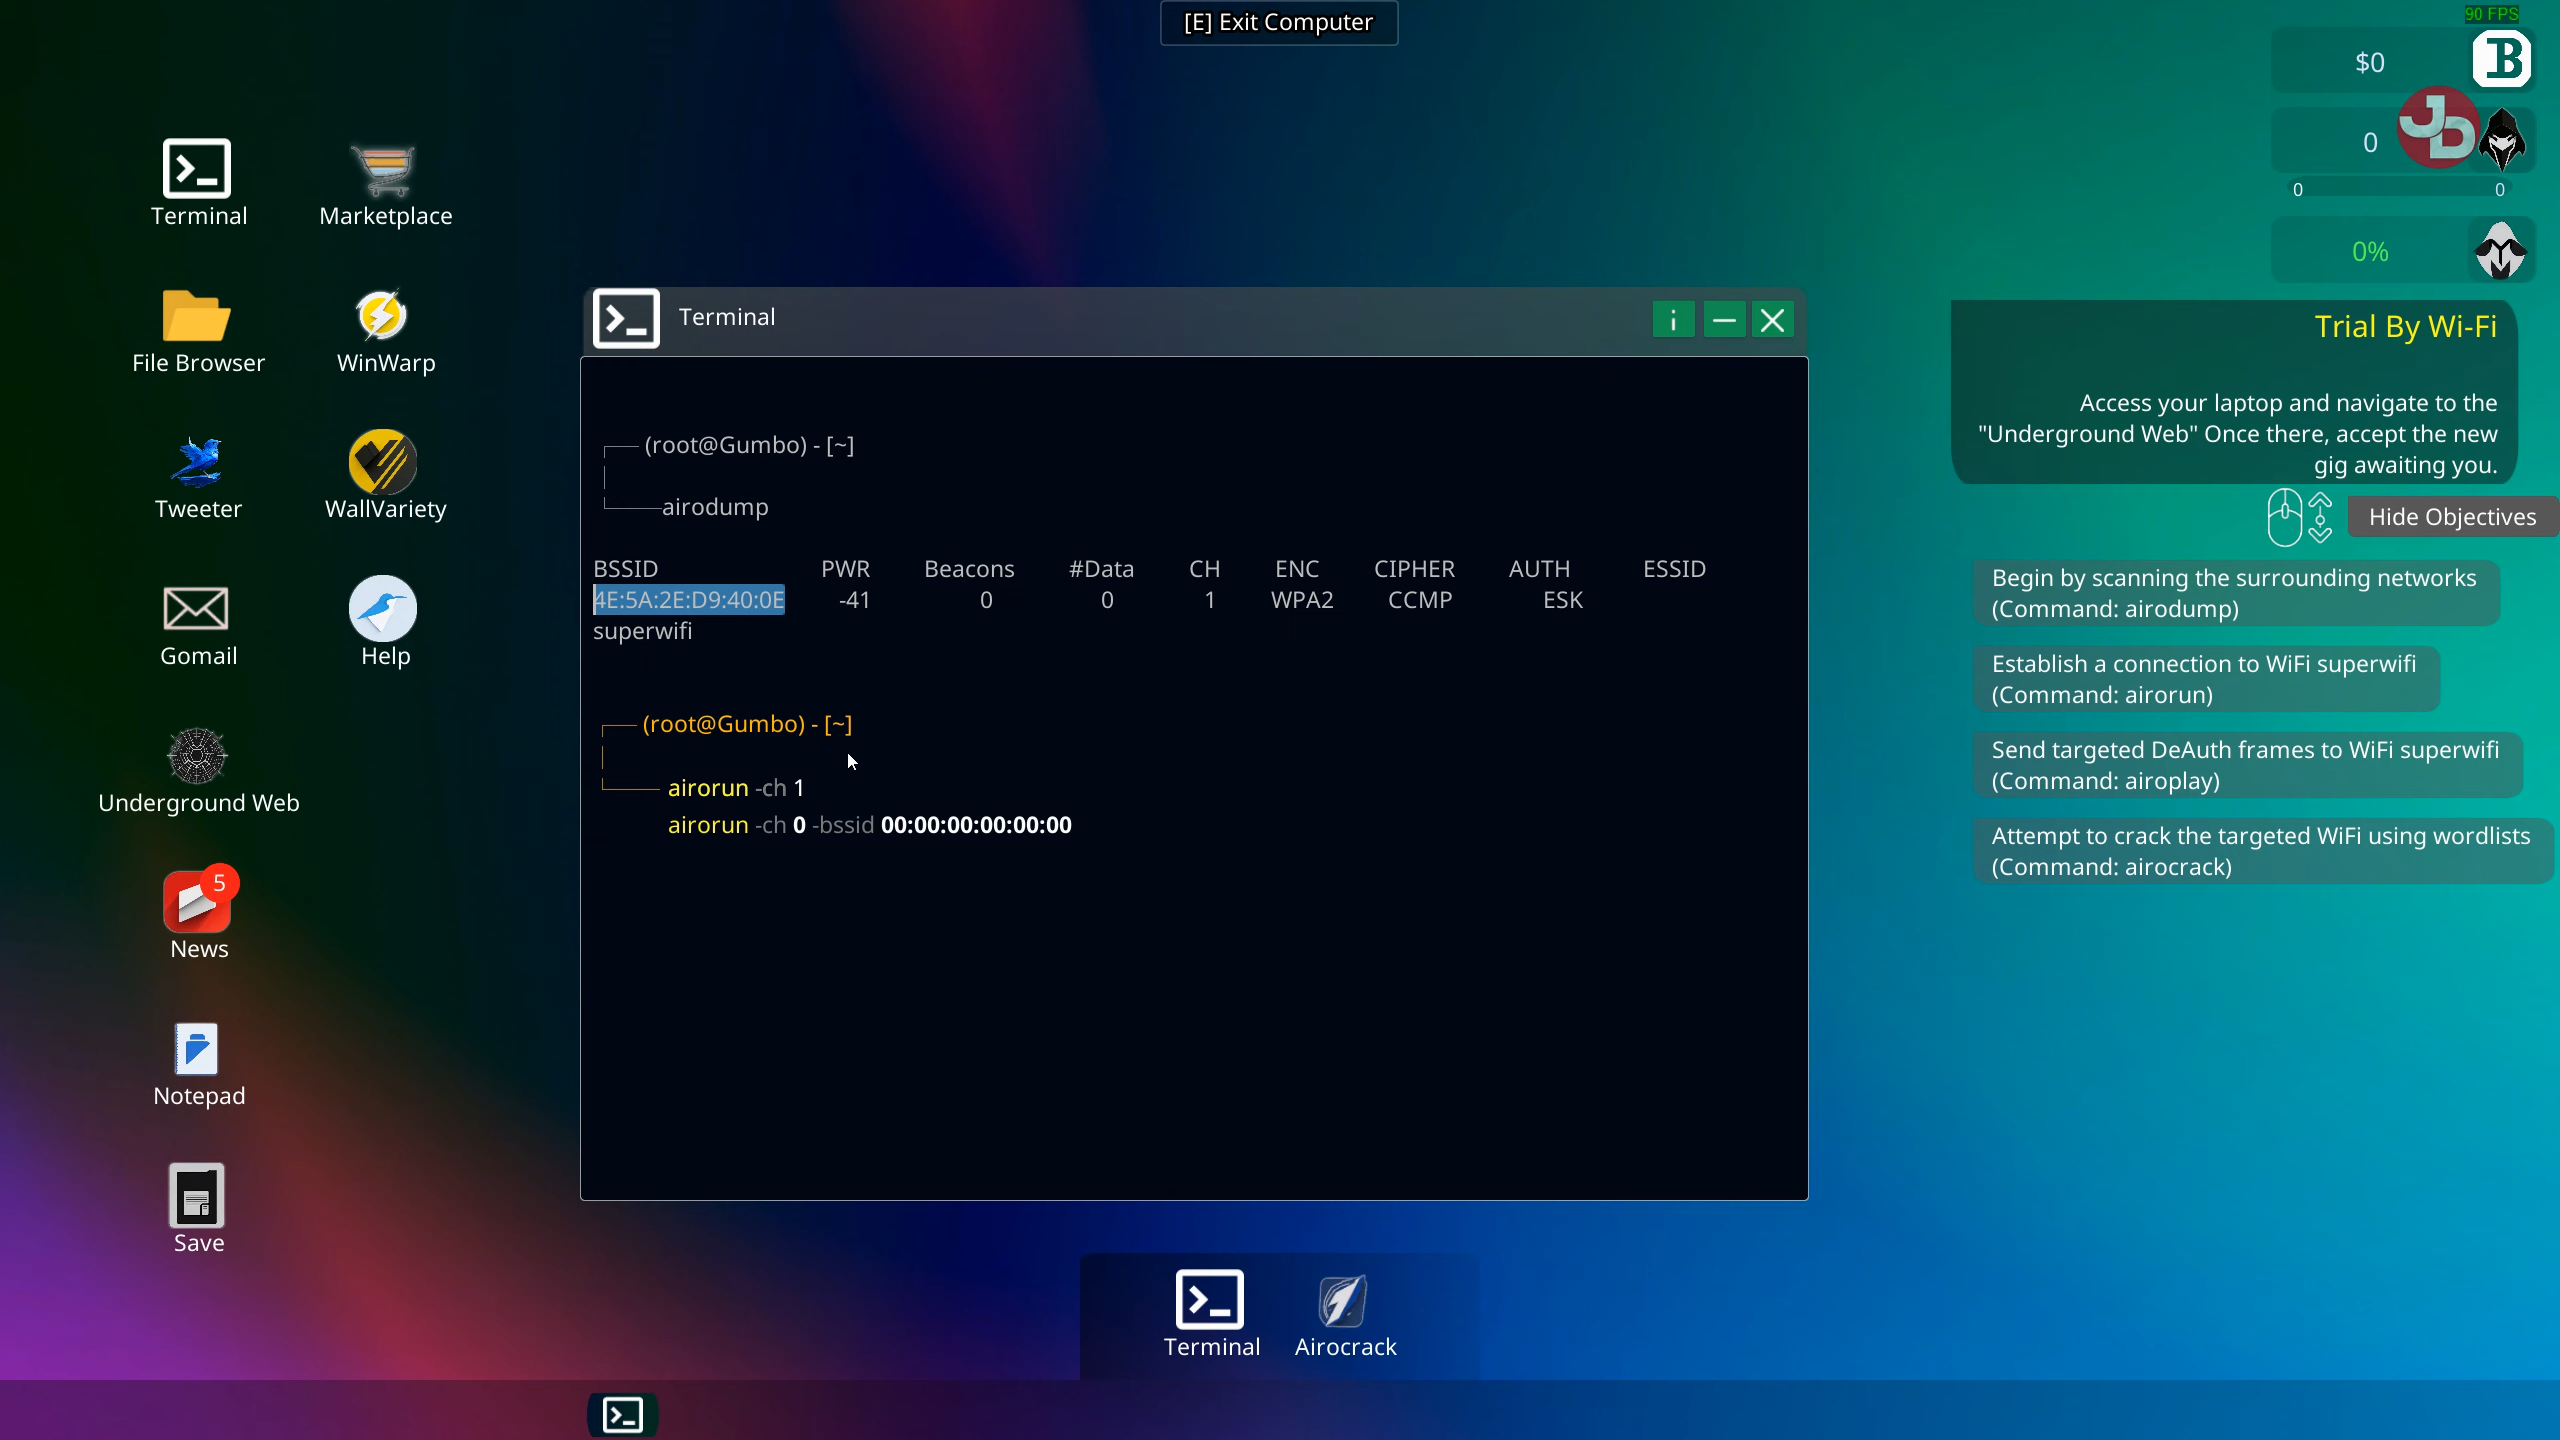 [E] Exit Computer
90 FPS
$0
B
JD
0
0 0
0%
Terminal
Marketplace
File Browser
WinWarp
Tweeter
WallVariety
Gomail
Help
Underground Web
5
News
Notepad
Save
Terminal
i
(root@Gumbo) - [~]
airodump
BSSID PWR Beacons #Data CH ENC CIPHER AUTH ESSID
4E:5A:2E:D9:40:0E -41 0 0 1 WPA2 CCMP ESK
superwifi
(root@Gumbo) - [~]
airorun -ch 1
airorun -ch 0 -bssid 00:00:00:00:00:00
Trial By Wi-Fi
Access your laptop and navigate to the
"Underground Web" Once there, accept the new
gig awaiting you.
Hide Objectives
Begin by scanning the surrounding networks
(Command: airodump)
Establish a connection to WiFi superwifi
(Command: airorun)
Send targeted DeAuth frames to WiFi superwifi
(Command: airoplay)
Attempt to crack the targeted WiFi using wordlists
(Command: airocrack)
Terminal
Airocrack